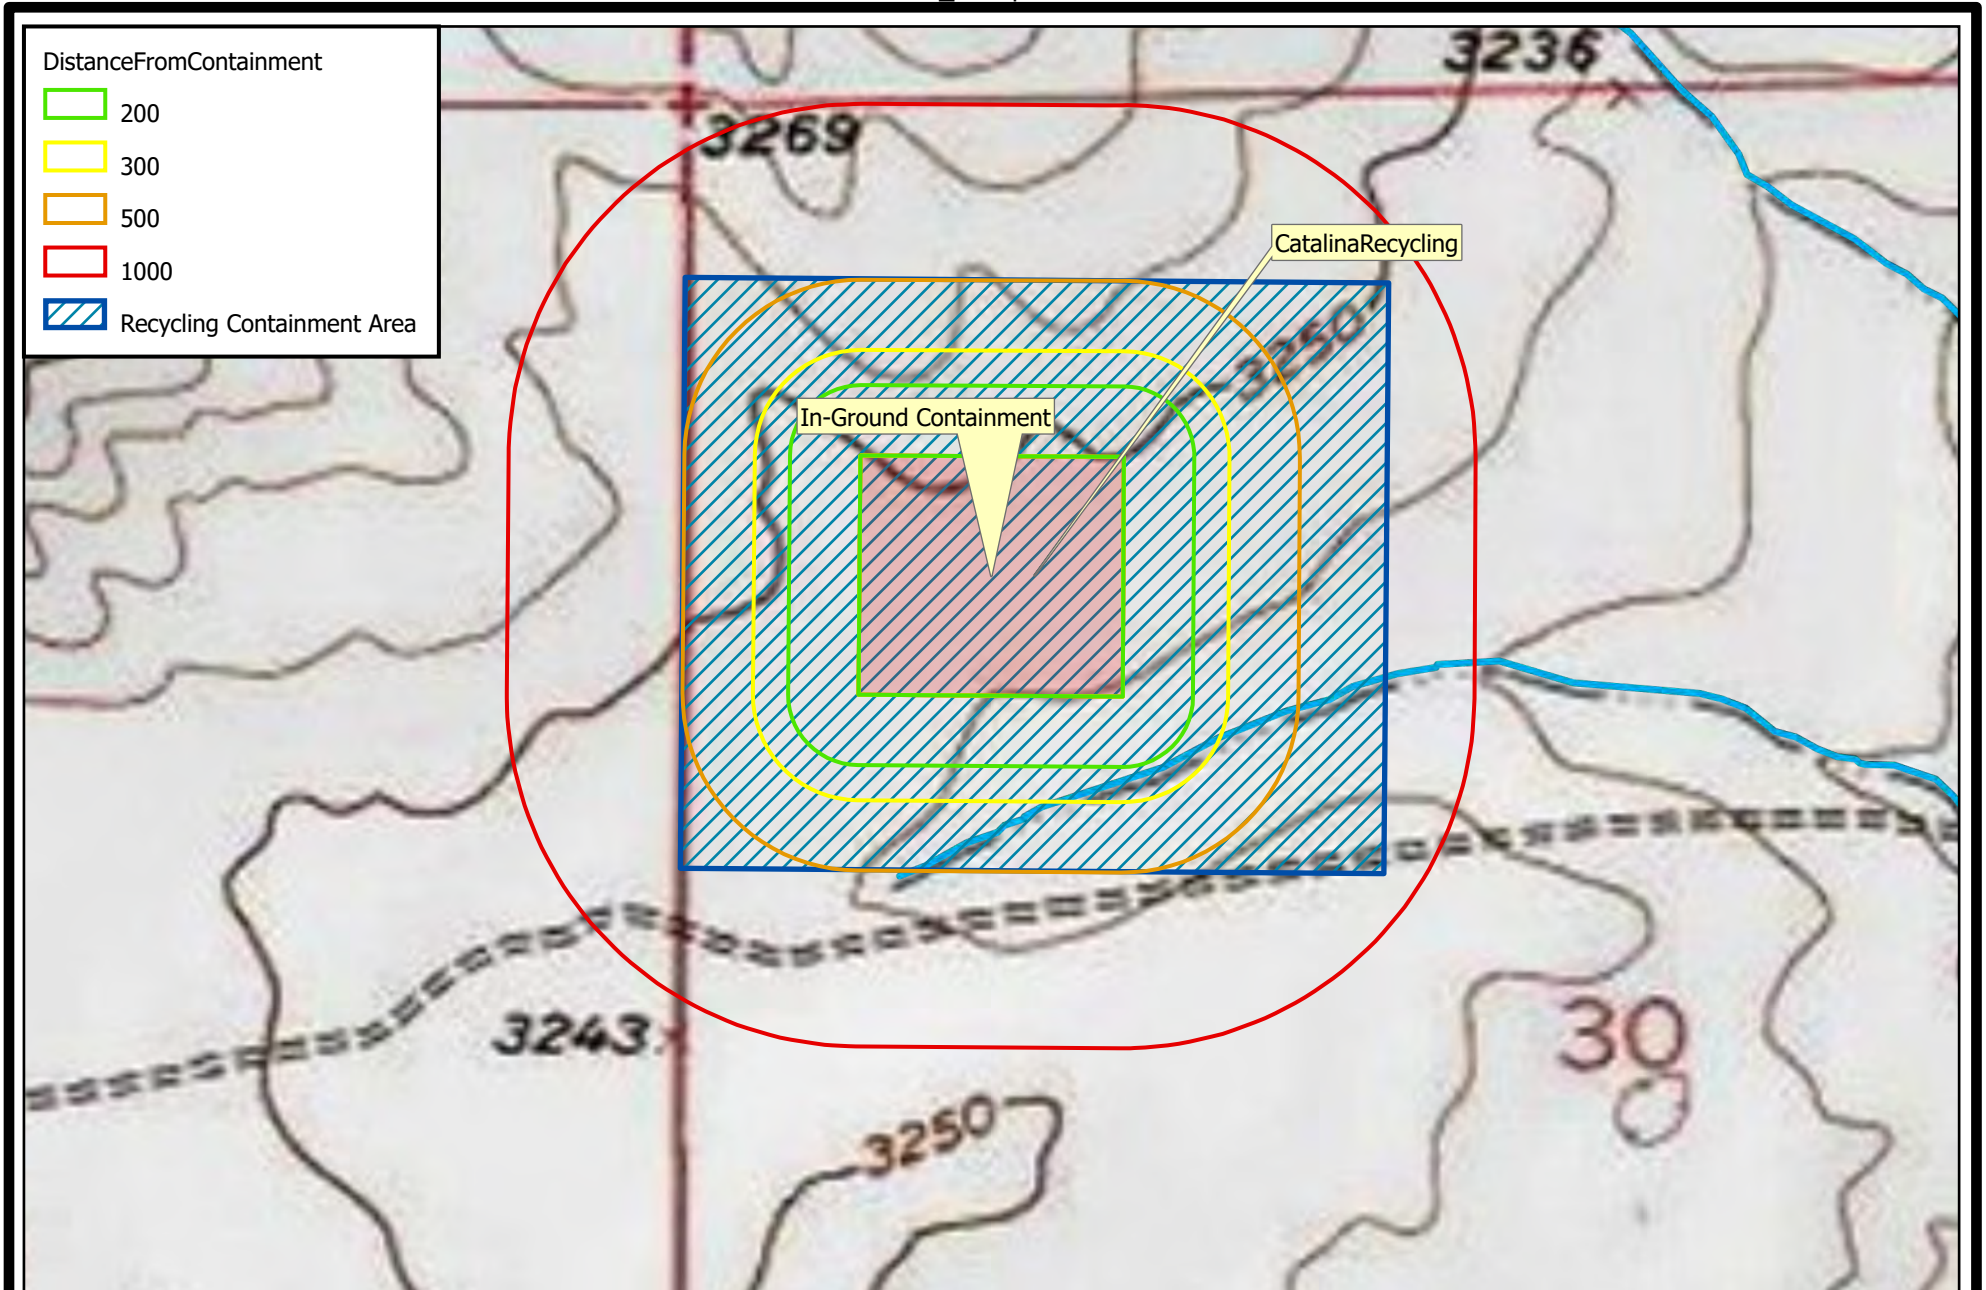 DistanceFromContainment
200
300
500
1000
Recycling Containment Area
3236
3269
CatalinaRecycling
3250
In-Ground Containment
3243
30
3250